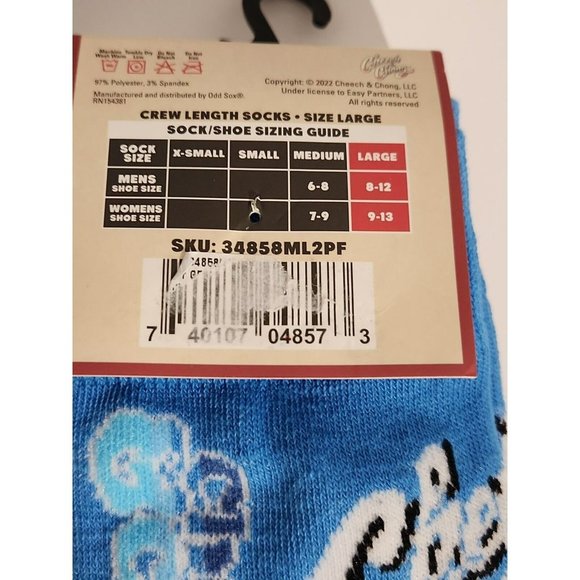 Machine Wash Warm Tumble Dry Low Do Not Bleach Do Not Iron
97% Polyester, 3% Spandex
Manufactured and distributed by Odd Sox®
RN154381
Cheech & Chong
Copyright: © 2022 Cheech & Chong, LLC
Under license to Easy Partners, LLC
All rights reserved
CREW LENGTH SOCKS • SIZE LARGE
SOCK/SHOE SIZING GUIDE
SOCK SIZE X-SMALL SMALL MEDIUM LARGE
MENS SHOE SIZE 6-8 8-12
WOMENS SHOE SIZE 7-9 9-13
SKU: 34858ML2PF
7 40107 04857 3